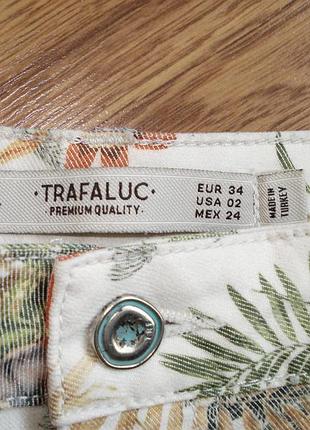 ·TRAFALUC·
PREMIUM QUALITY·
EUR 34
USA 02
MEX 24
MADE IN
TURKEY